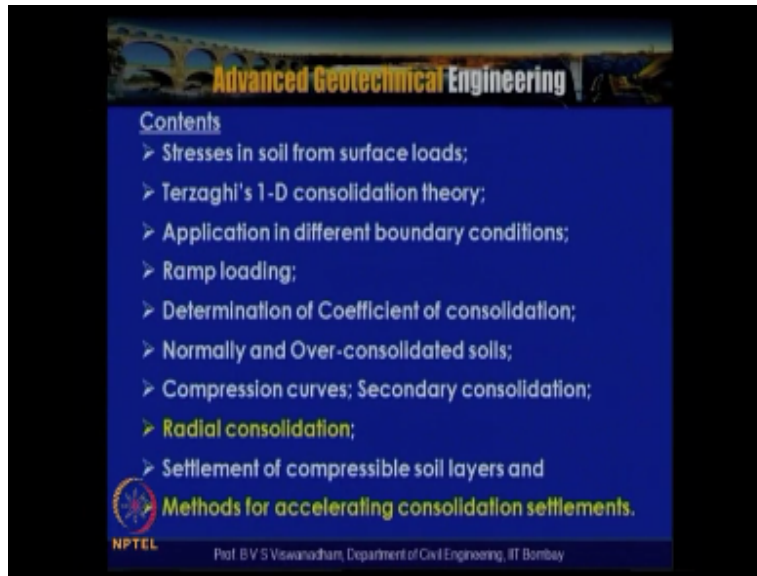 Advanced Geotechnical Engineering
Contents
➢ Stresses in soil from surface loads;
➢ Terzaghi's 1-D consolidation theory;
➢ Application in different boundary conditions;
➢ Ramp loading;
➢ Determination of Coefficient of consolidation;
➢ Normally and Over-consolidated soils;
➢ Compression curves; Secondary consolidation;
➢ Radial consolidation;
➢ Settlement of compressible soil layers and
➢ Methods for accelerating consolidation settlements.
NPTEL
Prof. B V S Viswanadham, Department of Civil Engineering, IIT Bombay